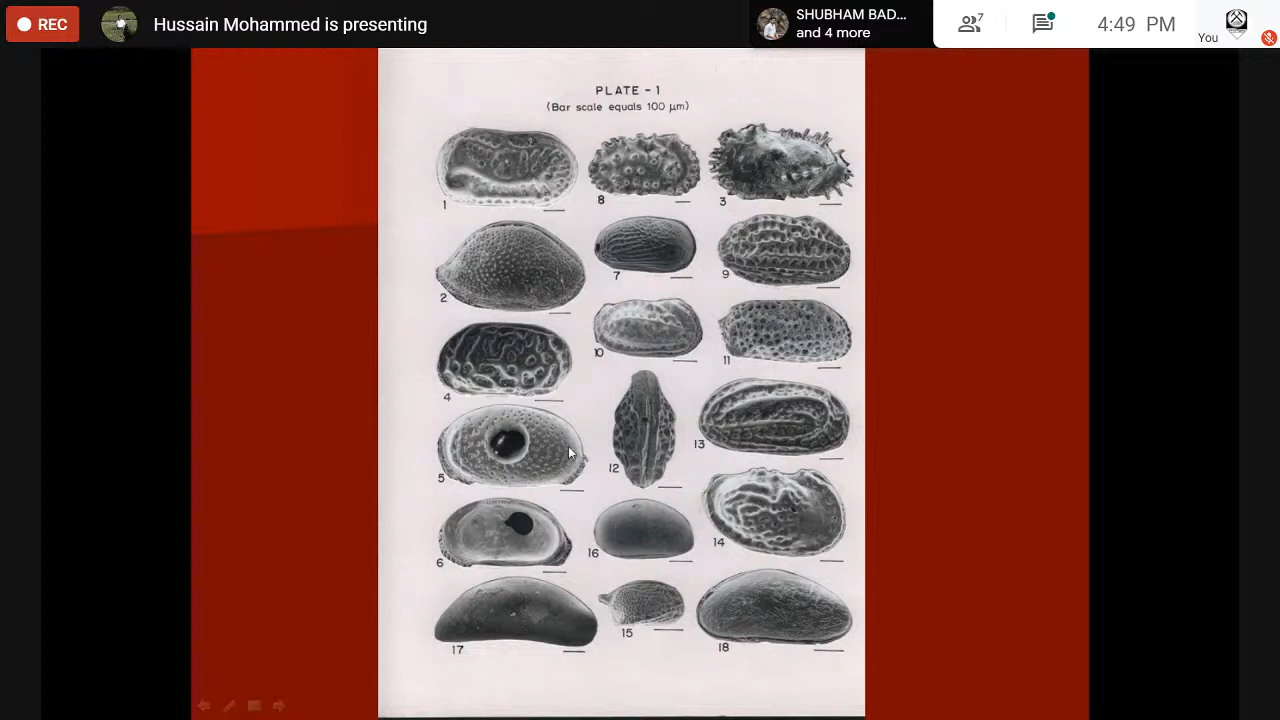 REC
Hussain Mohammed is presenting
SHUBHAM BAD...
and 4 more
7
4:49 PM
You
PLATE - 1
(Bar scale equals 100 μm)
1
8
3
2
7
9
4
10
11
5
12
13
6
16
14
17
15
18